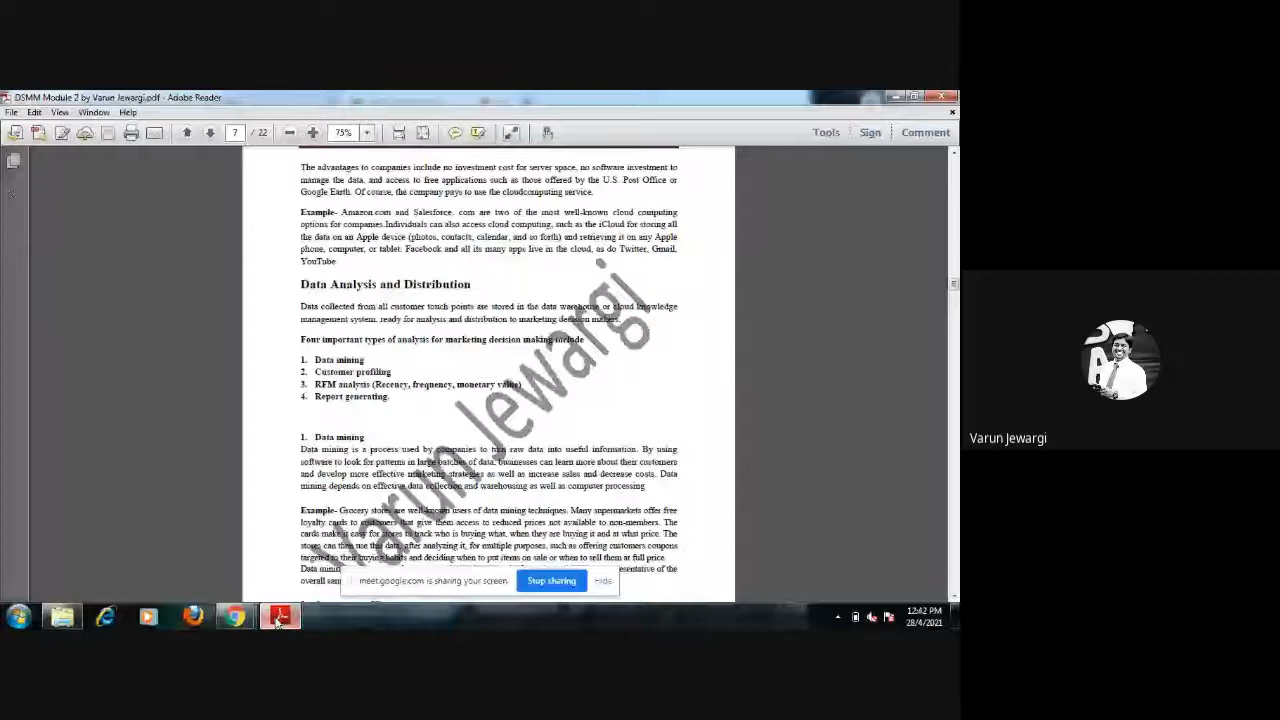 DSMM Module 2 by Varun Jewargi.pdf - Adobe Reader
File Edit View Window Help
7 / 22 75% Tools Sign Comment
The advantages to companies include no investment cost for server space, no software investment to
manage the data, and access to free applications such as those offered by the U.S. Post Office or
Google Earth. Of course, the company pays to use the cloudcomputing service.
Example- Amazon.com and Salesforce. com are two of the most well-known cloud computing
options for companies.Individuals can also access cloud computing, such as the iCloud for storing all
the data on an Apple device (photos, contacts, calendar, and so forth) and retrieving it on any Apple
phone, computer, or tablet. Facebook and all its many apps live in the cloud, as do Twitter, Gmail,
YouTube
Data Analysis and Distribution
Data collected from all customer touch points are stored in the data warehouse or cloud knowledge
management system, ready for analysis and distribution to marketing decision makers.
Four important types of analysis for marketing decision making include
1. Data mining
2. Customer profiling
3. RFM analysis (Recency, frequency, monetary value)
4. Report generating.
1. Data mining
Data mining is a process used by companies to turn raw data into useful information. By using
software to look for patterns in large batches of data, businesses can learn more about their customers
and develop more effective marketing strategies as well as increase sales and decrease costs. Data
mining depends on effective data collection and warehousing as well as computer processing
Example- Grocery stores are well-known users of data mining techniques. Many supermarkets offers free
loyalty cards to customers that give them access to reduced prices not available to non-members. The
cards make it easy for stores to track who is buying what, when they are buying it and at what price. The
stores can then use this data, after analyzing it, for multiple purposes, such as offering customers coupons
targeted to their buying habits and deciding when to put items on sale or when to sell them at full price.
Data of the
overall
Varun Jewargi
meet.google.com is sharing your screen. Stop sharing Hide
12:42 PM
28/4/2021
Varun Jewargi